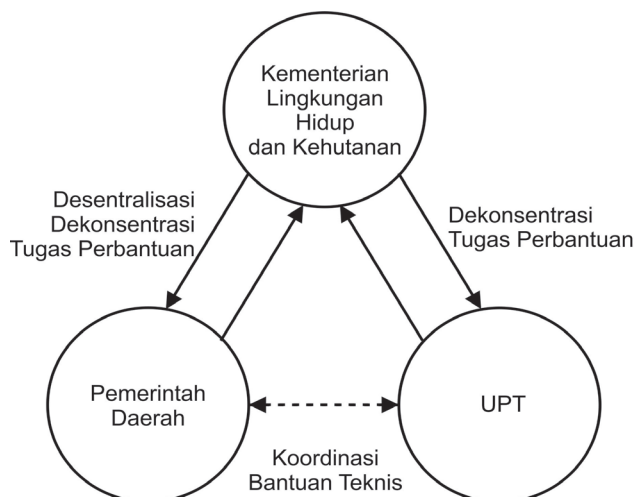 Kementerian
Lingkungan
Hidup
dan Kehutanan
Desentralisasi
Dekonsentrasi
Tugas Perbantuan
Dekonsentrasi
Tugas Perbantuan
Pemerintah
Daerah
UPT
Koordinasi
Bantuan Teknis